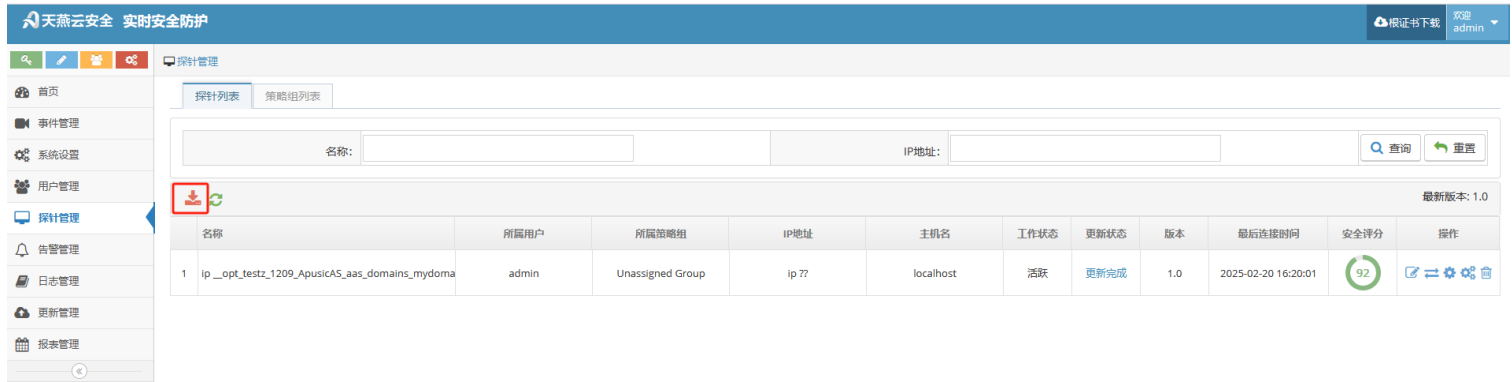 天燕云安全 实时安全防护
根证书下载
欢迎
admin
探针管理
首页
事件管理
系统设置
用户管理
探针管理
告警管理
日志管理
更新管理
报表管理
探针列表 策略组列表
名称: IP地址: 查询 重置
最新版本: 1.0
名称 所属用户 所属策略组 IP地址 主机名 工作状态 更新状态 版本 最后连接时间 安全评分 操作
1 ip __opt_testz_1209_ApusicAS_aas_domains_mydoma admin Unassigned Group ip ?? localhost 活跃 更新完成 1.0 2025-02-20 16:20:01 92